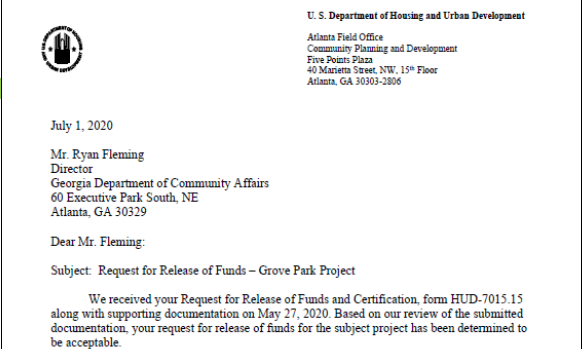 U. S. Department of Housing and Urban Development
Atlanta Field Office
Community Planning and Development
Five Points Plaza
40 Marietta Street, NW, 15th Floor
Atlanta, GA 30303-2806
July 1, 2020
Mr. Ryan Fleming
Director
Georgia Department of Community Affairs
60 Executive Park South, NE
Atlanta, GA 30329
Dear Mr. Fleming:
Subject: Request for Release of Funds – Grove Park Project
We received your Request for Release of Funds and Certification, form HUD-7015.15
along with supporting documentation on May 27, 2020. Based on our review of the submitted
documentation, your request for release of funds for the subject project has been determined to
be acceptable.